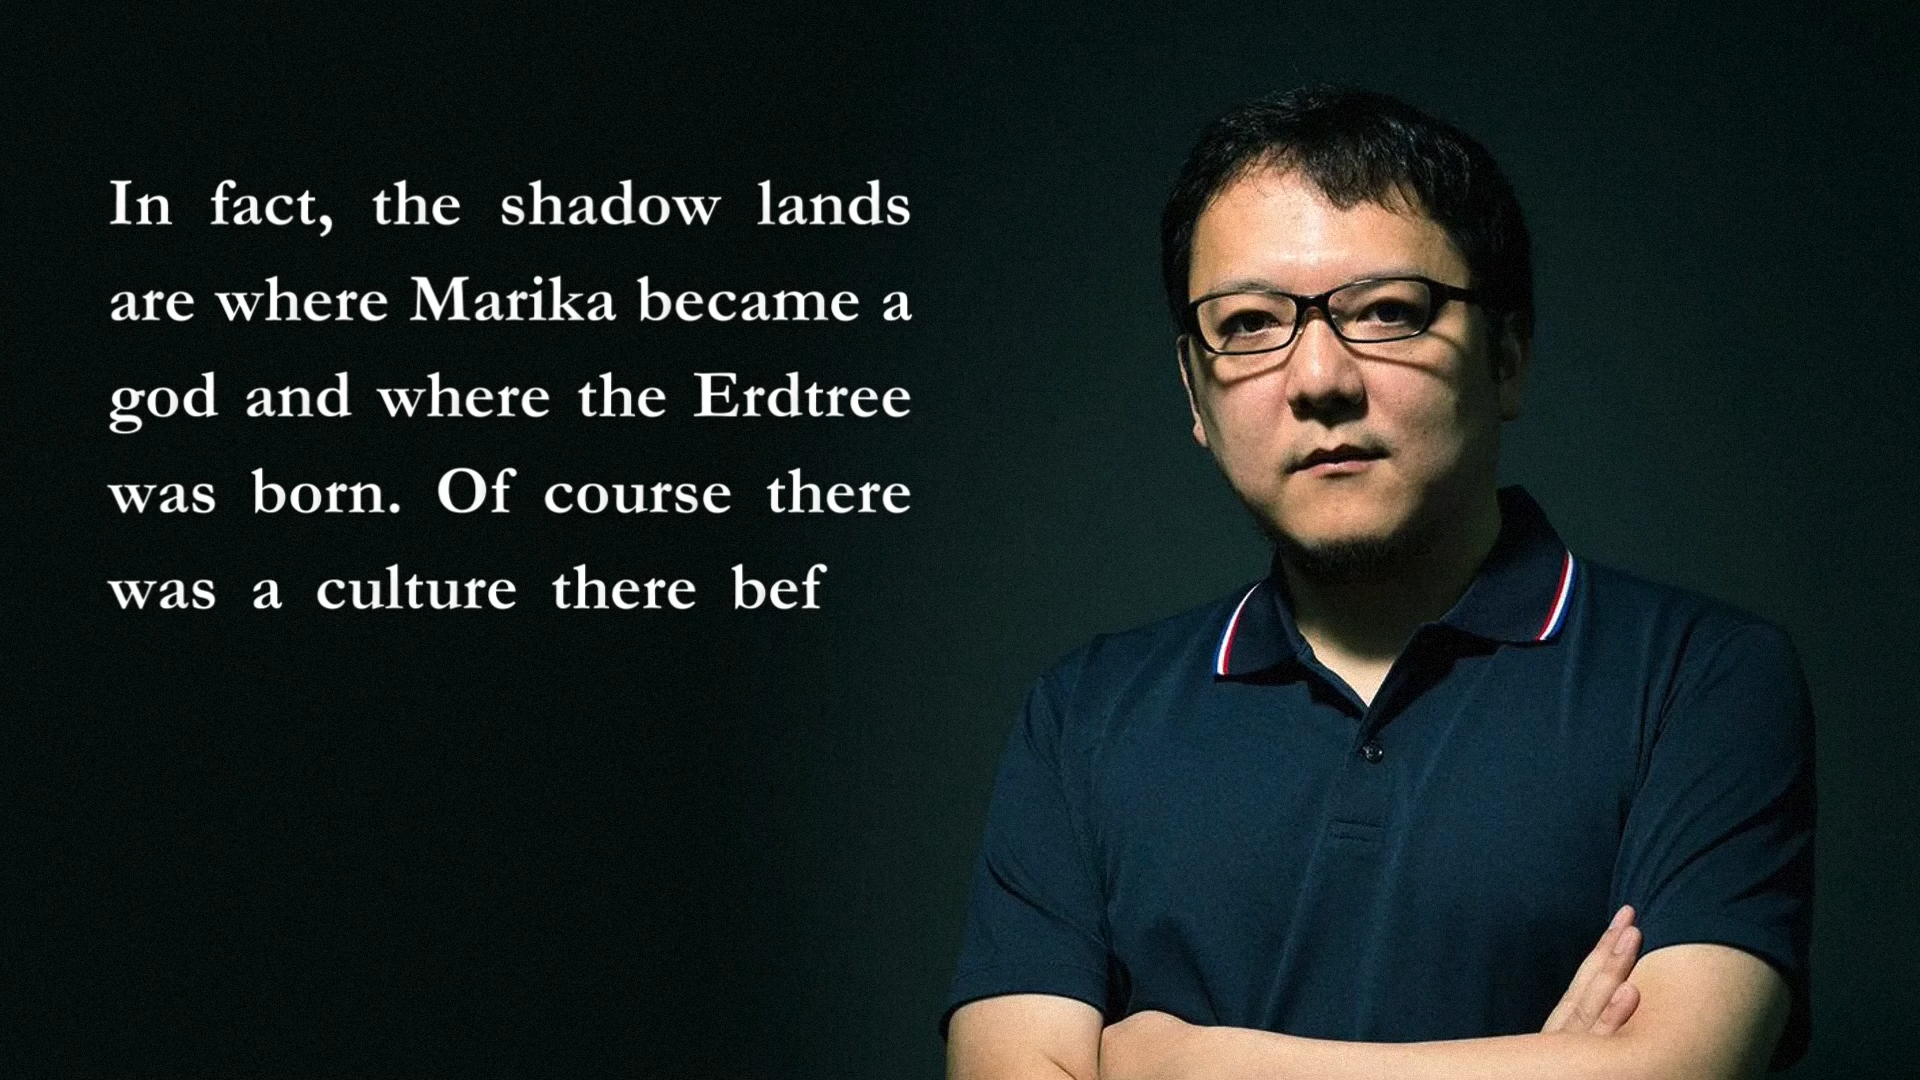 In fact, the shadow lands
are where Marika became a
god and where the Erdtree
was born. Of course there
was a culture there bef